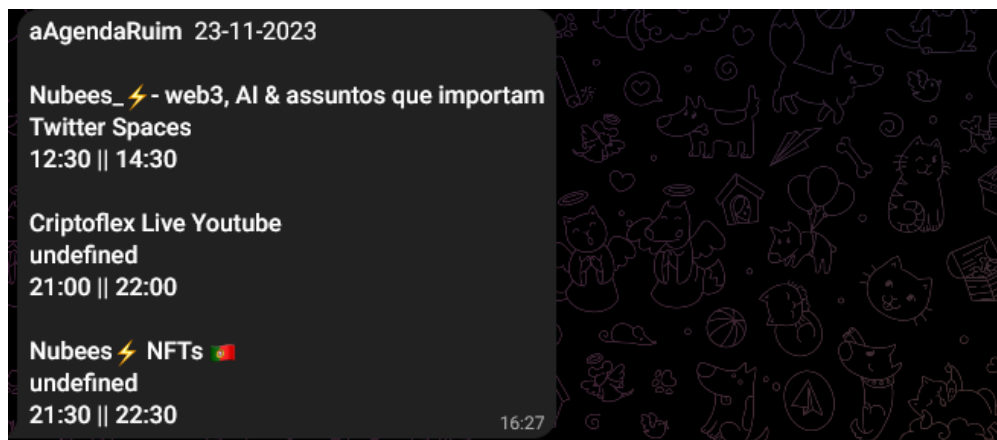 aAgendaRuim 23-11-2023
Nubees_⚡- web3, AI & assuntos que importam
Twitter Spaces
12:30 || 14:30
Criptoflex Live Youtube
undefined
21:00 || 22:00
Nubees⚡ NFTs 🇵🇹
undefined
21:30 || 22:30
16:27